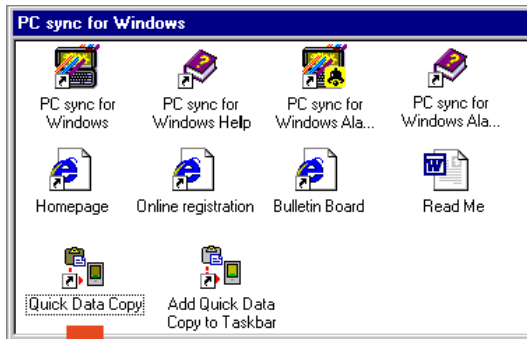 PC sync for Windows
PC sync for
Windows
PC sync for
Windows Help
PC sync for
Windows Ala...
PC sync for
Windows Ala...
Homepage
Online registration
Bulletin Board
Read Me
Quick Data Copy
Add Quick Data
Copy to Taskbar